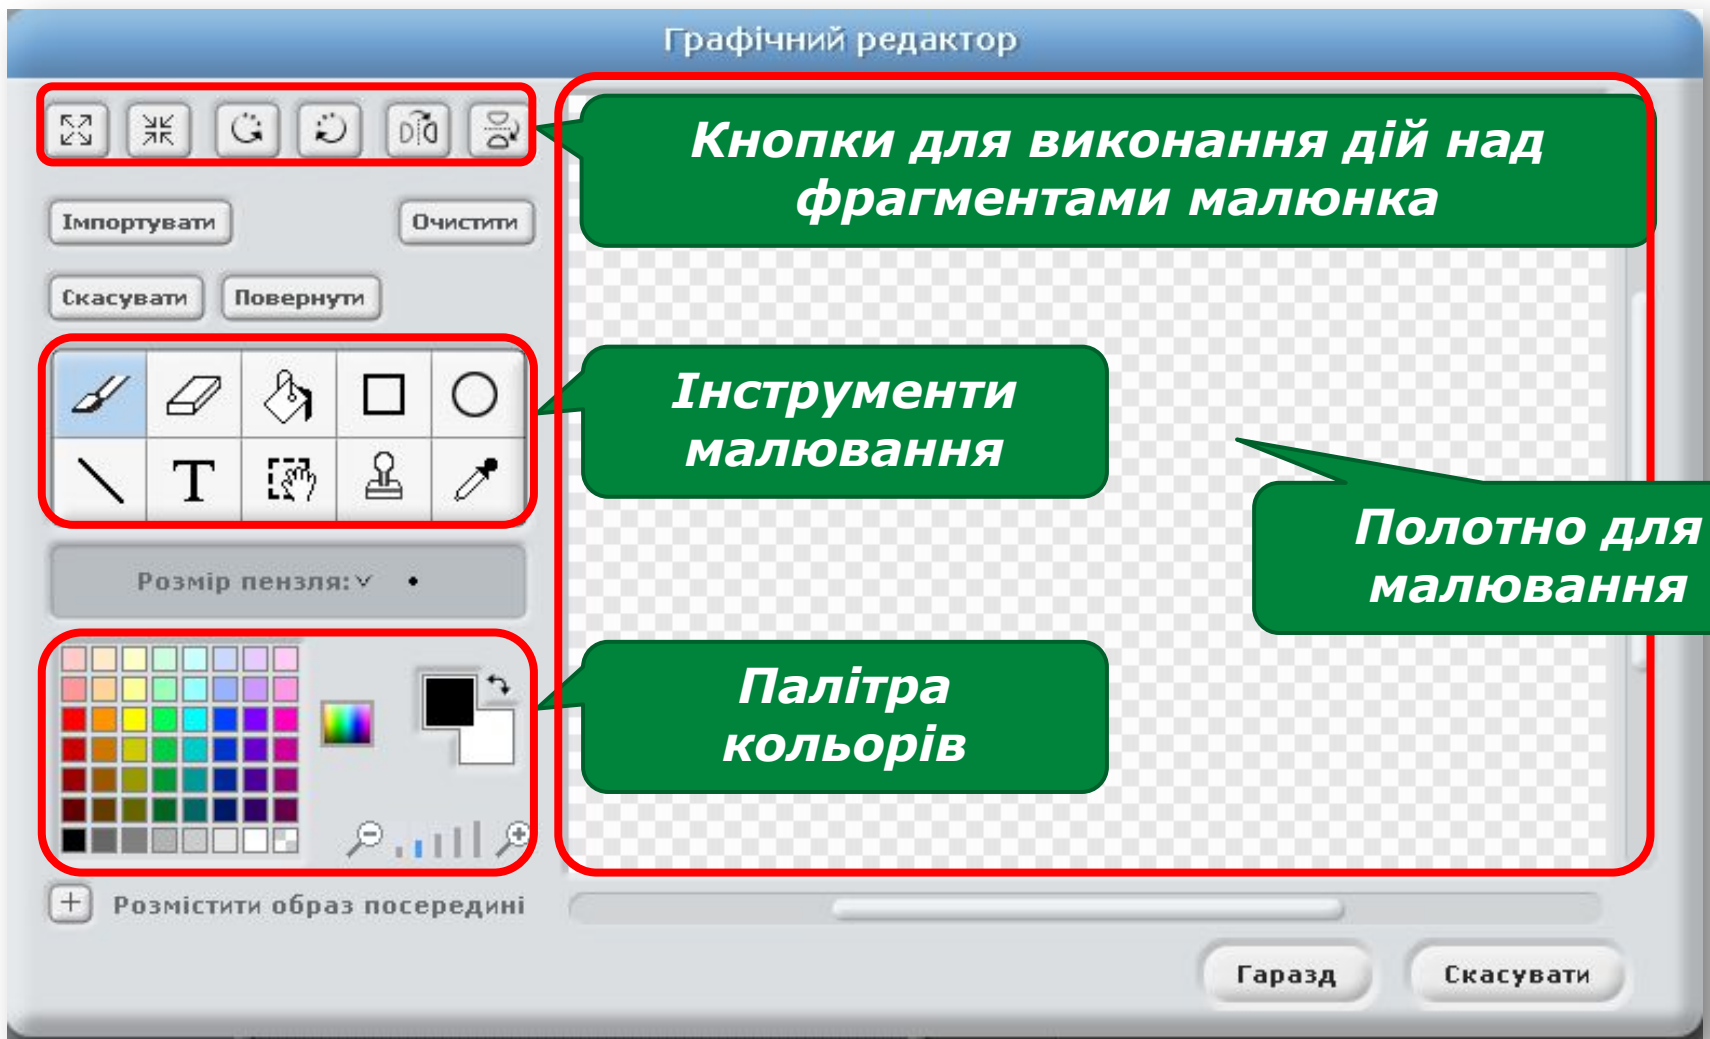 Графічний редактор
Кнопки для виконання дій над
фрагментами малюнка
Імпортувати
Очистити
Скасувати
Повернути
Інструменти
малювання
T
Полотно для
малювання
Розмір пензля:
Палітра
кольорів
Розмістити образ посередині
Гаразд
Скасувати